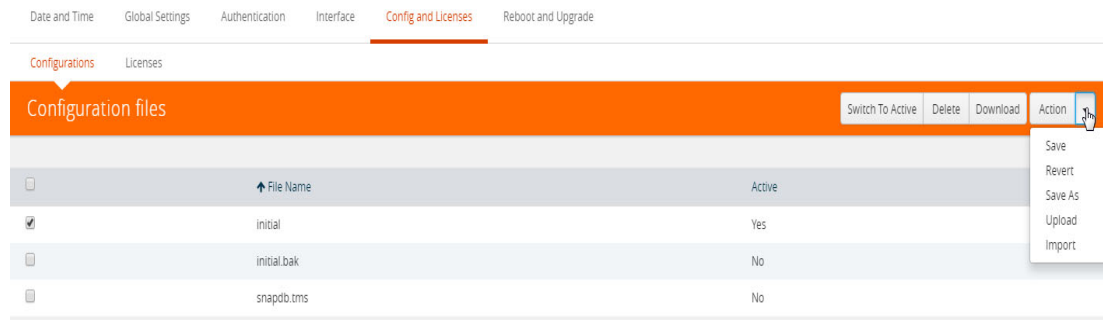 Date and Time Global Settings Authentication Interface Config and Licenses Reboot and Upgrade
Configurations Licenses
Configuration files Switch To Active Delete Download Action
Save
Revert
Save As
Upload
Import
File Name Active
initial Yes
initial.bak No
snapdb.tms No